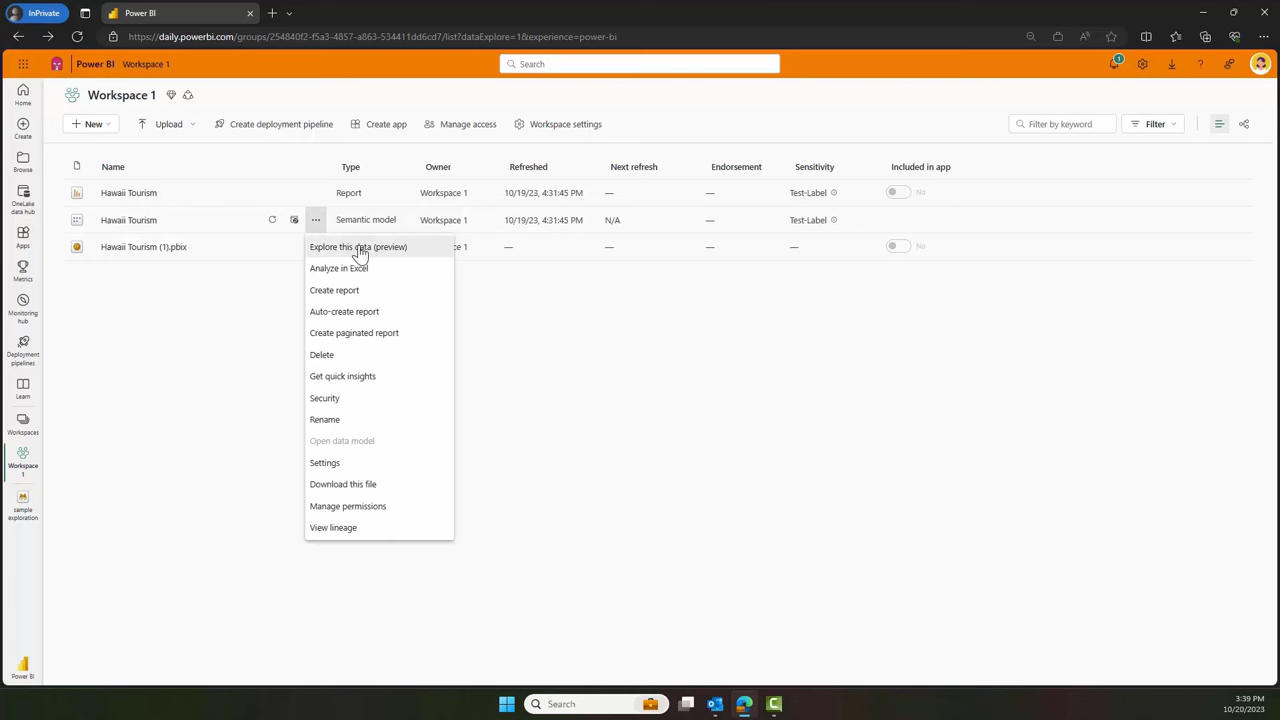 InPrivate
Power BI
https://daily.powerbi.com/groups/254840f2-f5a3-4857-a863-534411dd6cd7/list?dataExplore=1&experience=power-bi
Power BI Workspace 1
Search
1
Home
Create
Browse
OneLake
data hub
Apps
Metrics
Monitoring
hub
Deployment
pipelines
Learn
Workspaces
Workspace
1
sample
exploration
Power BI
Workspace 1
New Upload Create deployment pipeline Create app Manage access Workspace settings Filter by keyword Filter
Name Type Owner Refreshed Next refresh Endorsement Sensitivity Included in app
Hawaii Tourism Report Workspace 1 10/19/23, 4:31:45 PM — — Test-Label No
Hawaii Tourism ... Semantic model Workspace 1 10/19/23, 4:31:45 PM N/A — Test-Label
Hawaii Tourism (1).pbix ce 1 — — — — No
Explore this data (preview)
Analyze in Excel
Create report
Auto-create report
Create paginated report
Delete
Get quick insights
Security
Rename
Open data model
Settings
Download this file
Manage permissions
View lineage
Search
3:39 PM
10/20/2023